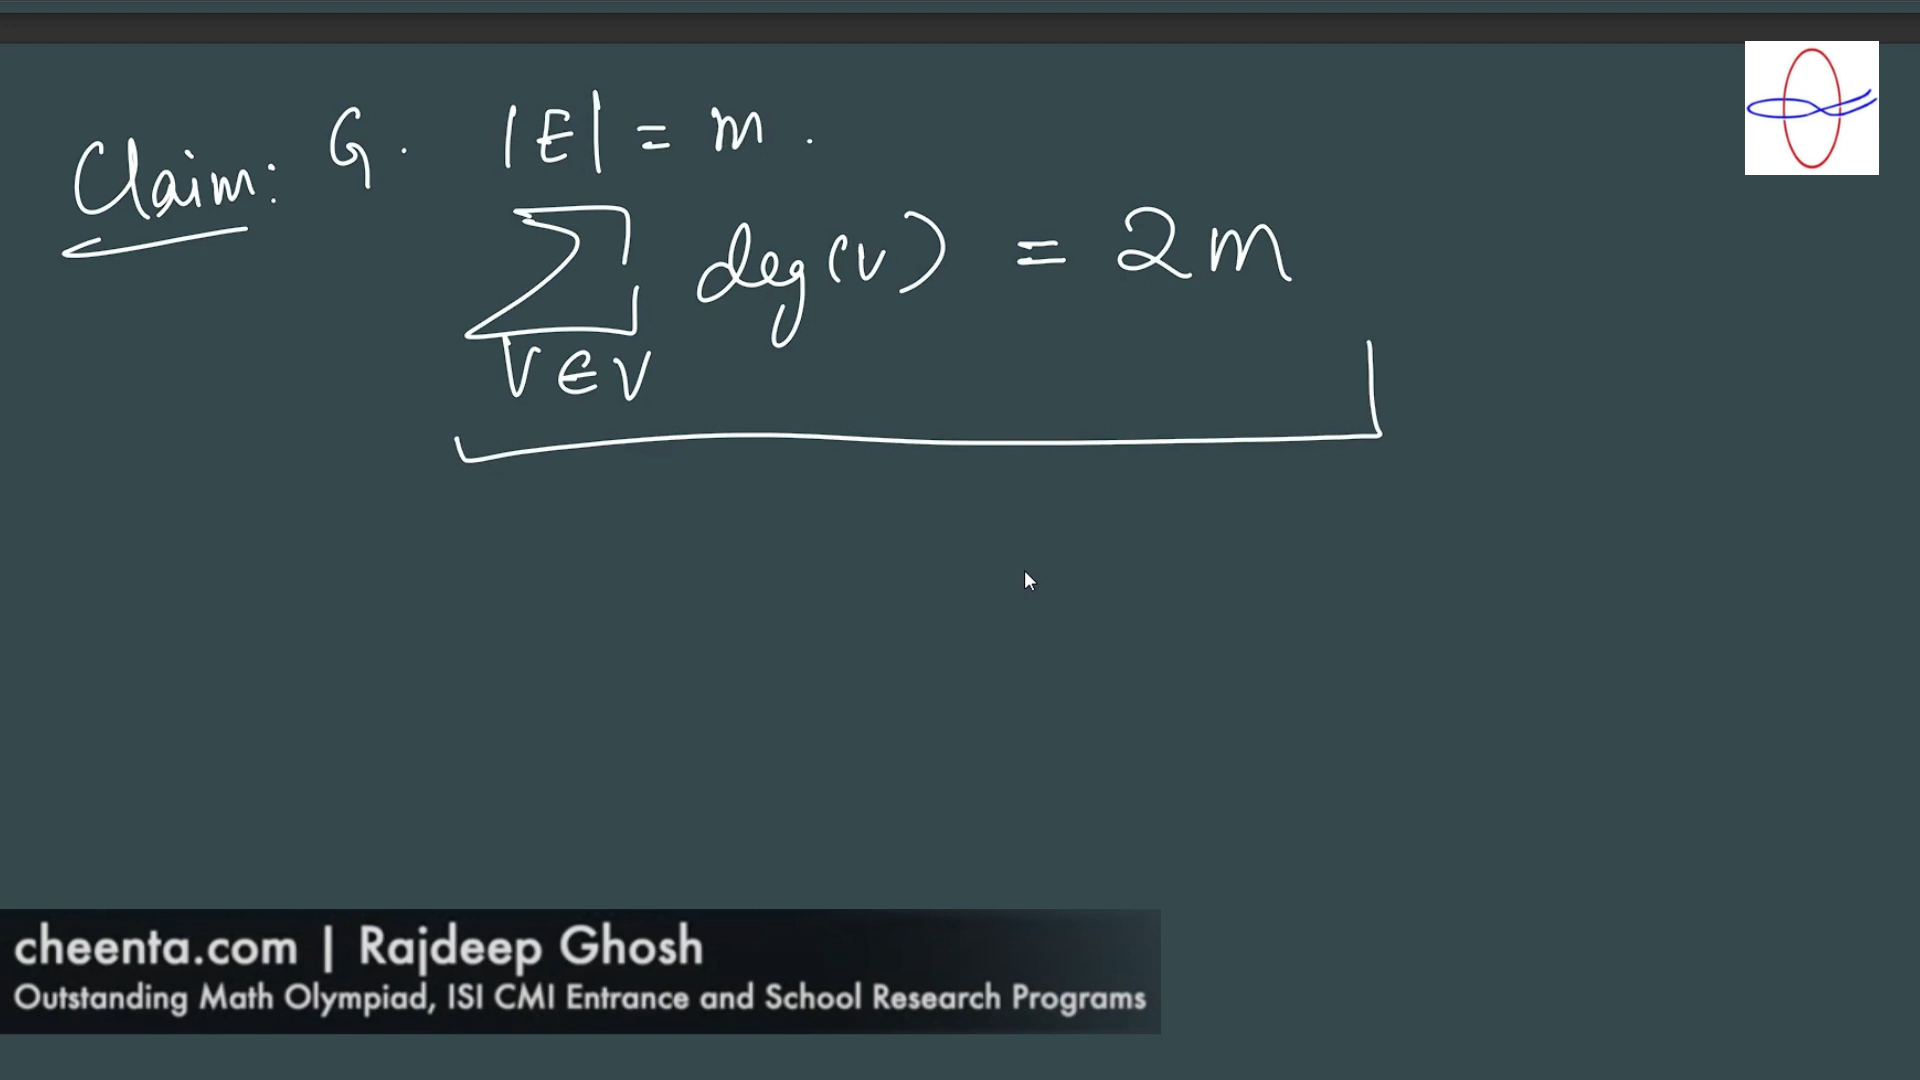 Claim: G. |E| = m.
∑ deg(v) = 2m
v∈V
cheenta.com | Rajdeep Ghosh
Outstanding Math Olympiad, ISI CMI Entrance and School Research Programs